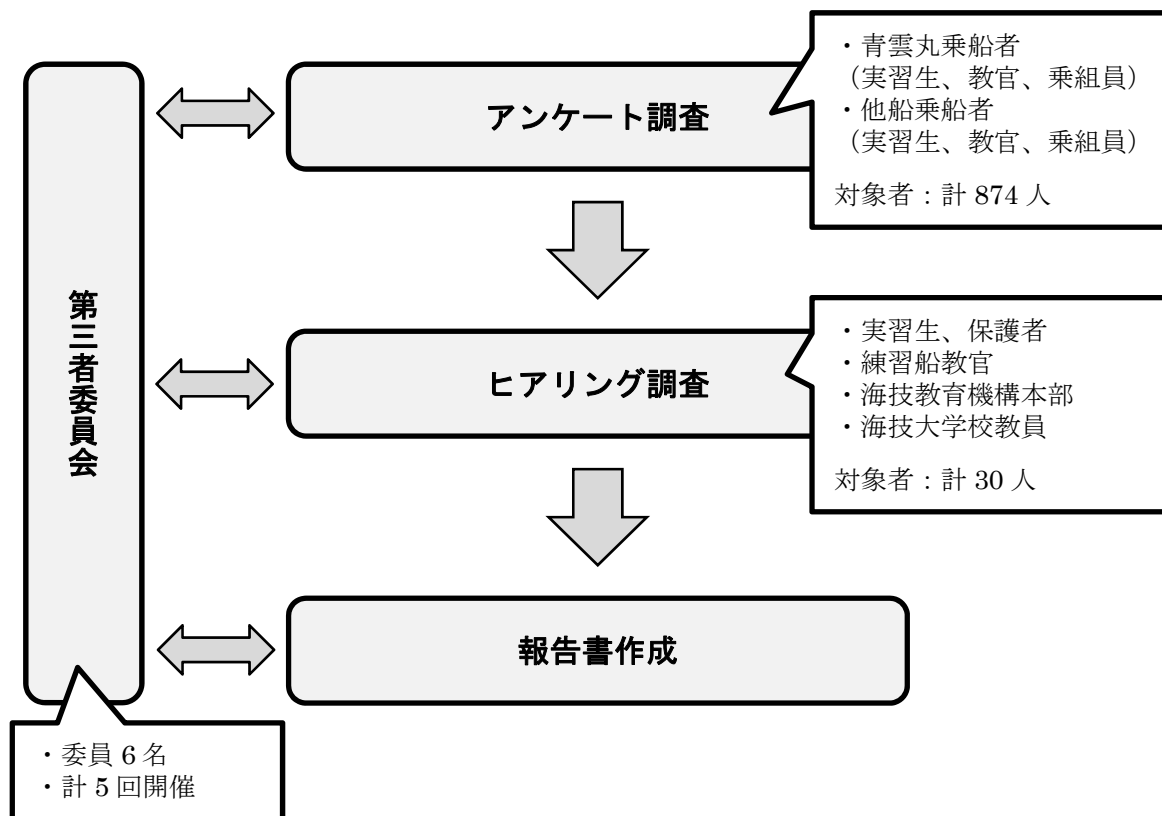 第三者委員会
・委員 6 名
・計 5 回開催
アンケート調査
・青雲丸乗船者
（実習生、教官、乗組員）
・他船乗船者
（実習生、教官、乗組員）
対象者：計 874 人
ヒアリング調査
・実習生、保護者
・練習船教官
・海技教育機構本部
・海技大学校教員
対象者：計 30 人
報告書作成